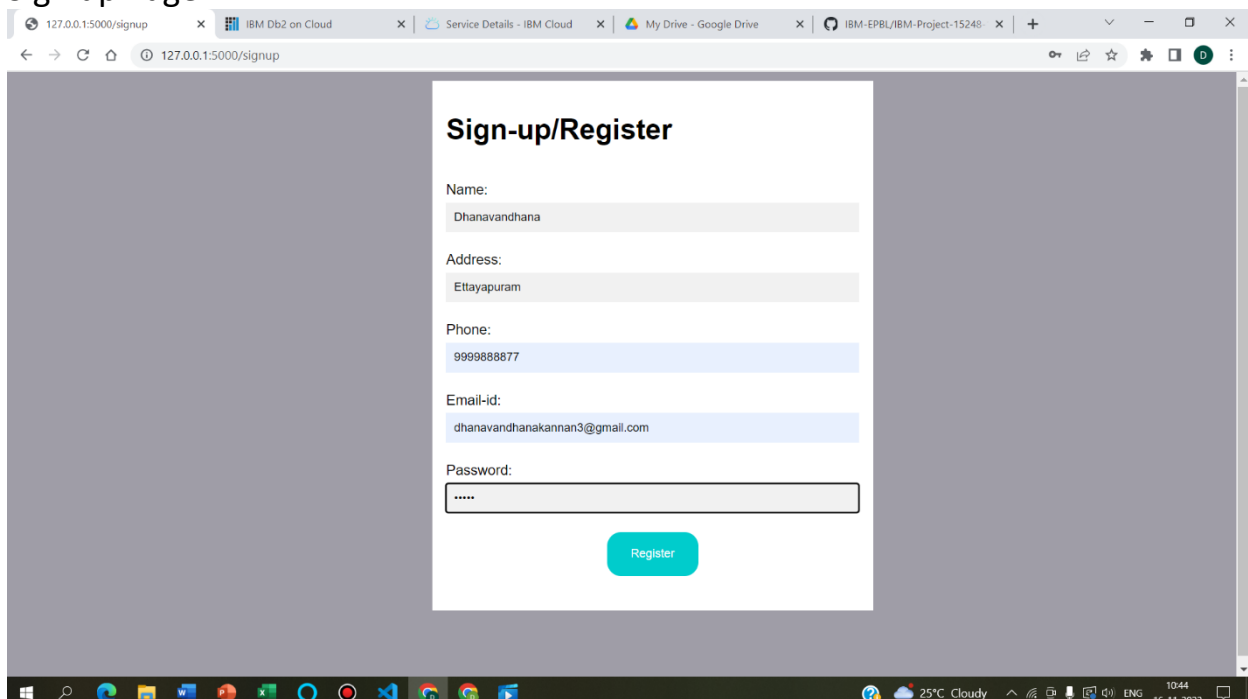 127.0.0.1:5000/signup
IBM Db2 on Cloud
Service Details - IBM Cloud
My Drive - Google Drive
IBM-EPBL/IBM-Project-15248-
127.0.0.1:5000/signup
D
Sign-up/Register
Name:
Dhanavandhana
Address:
Ettayapuram
Phone:
9999888877
Email-id:
dhanavandhanakannan3@gmail.com
Password:
•••••
Register
25°C Cloudy
ENG
10:44